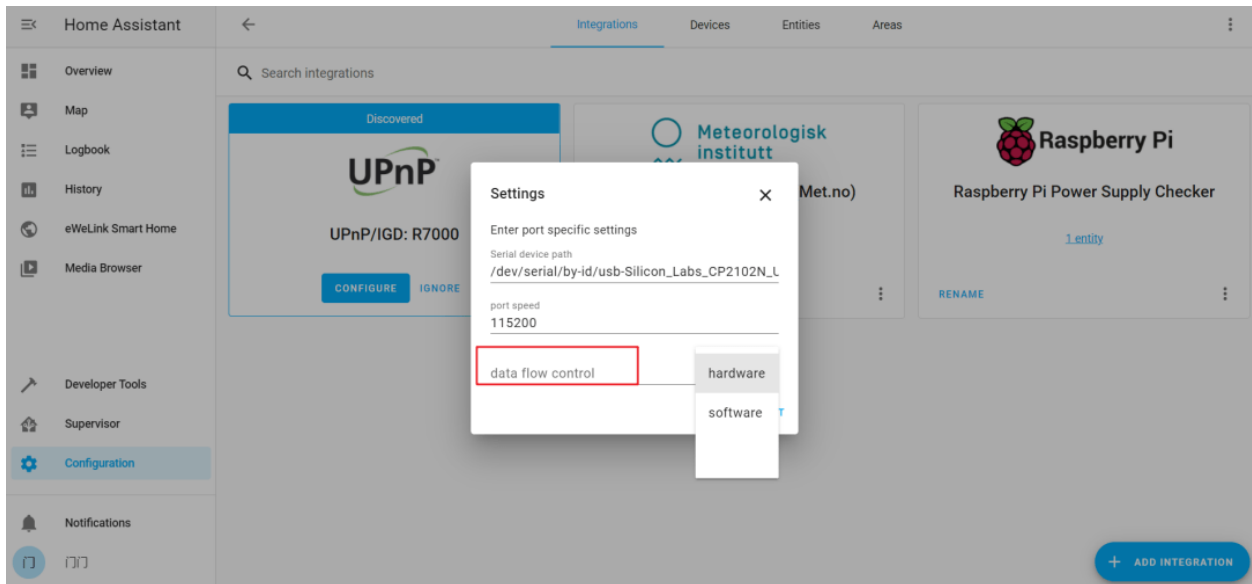 Home Assistant
Integrations
Devices
Entities
Areas
Overview
Map
Logbook
History
eWeLink Smart Home
Media Browser
Developer Tools
Supervisor
Configuration
Notifications
Search integrations
Discovered
UPnP
UPnP/IGD: R7000
CONFIGURE
IGNORE
Meteorologisk
institutt
Met.no)
Raspberry Pi
Raspberry Pi Power Supply Checker
1 entity
RENAME
Settings
Enter port specific settings
Serial device path
/dev/serial/by-id/usb-Silicon_Labs_CP2102N_U
port speed
115200
data flow control
hardware
software
T
ADD INTEGRATION